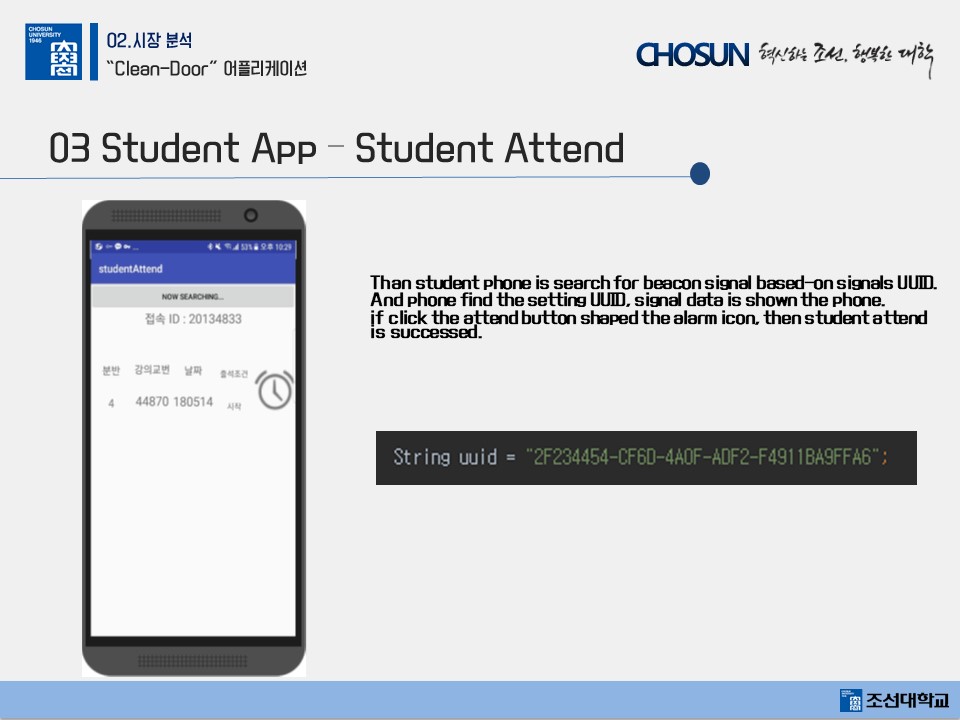 CHOSUN
UNIVERSITY
1946
02.시장 분석
“Clean-Door” 어플리케이션
CHOSUN 혁신하는 조선, 행복한 대학
03 Student App – Student Attend
53% 오후 10:29
studentAttend
NOW SEARCHING...
접속 ID : 20134833
분반 강의교번 날짜 출석조건
4 44870 180514 시작
Than student phone is search for beacon signal based-on signals UUID.
And phone find the setting UUID, signal data is shown the phone.
if click the attend button shaped the alarm icon, then student attend
is successed.
String uuid = "2F234454-CF6D-4A0F-ADF2-F4911BA9FFA6";
조선대학교